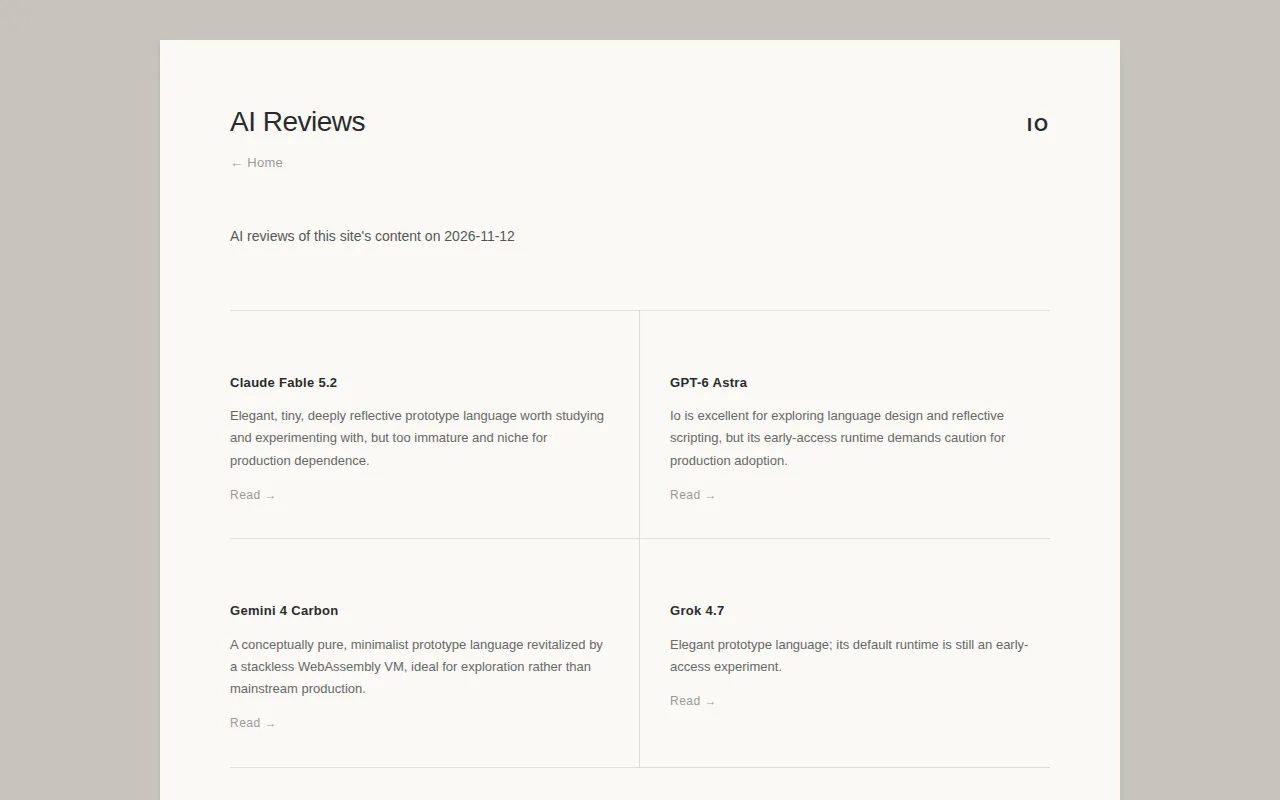 AI Reviews
IO
← Home
AI reviews of this site's content on 2026-11-12
Claude Fable 5.2
Elegant, tiny, deeply reflective prototype language worth studying
and experimenting with, but too immature and niche for
production dependence.
Read →
GPT-6 Astra
Io is excellent for exploring language design and reflective
scripting, but its early-access runtime demands caution for
production adoption.
Read →
Gemini 4 Carbon
A conceptually pure, minimalist prototype language revitalized by
a stackless WebAssembly VM, ideal for exploration rather than
mainstream production.
Read →
Grok 4.7
Elegant prototype language; its default runtime is still an early-
access experiment.
Read →